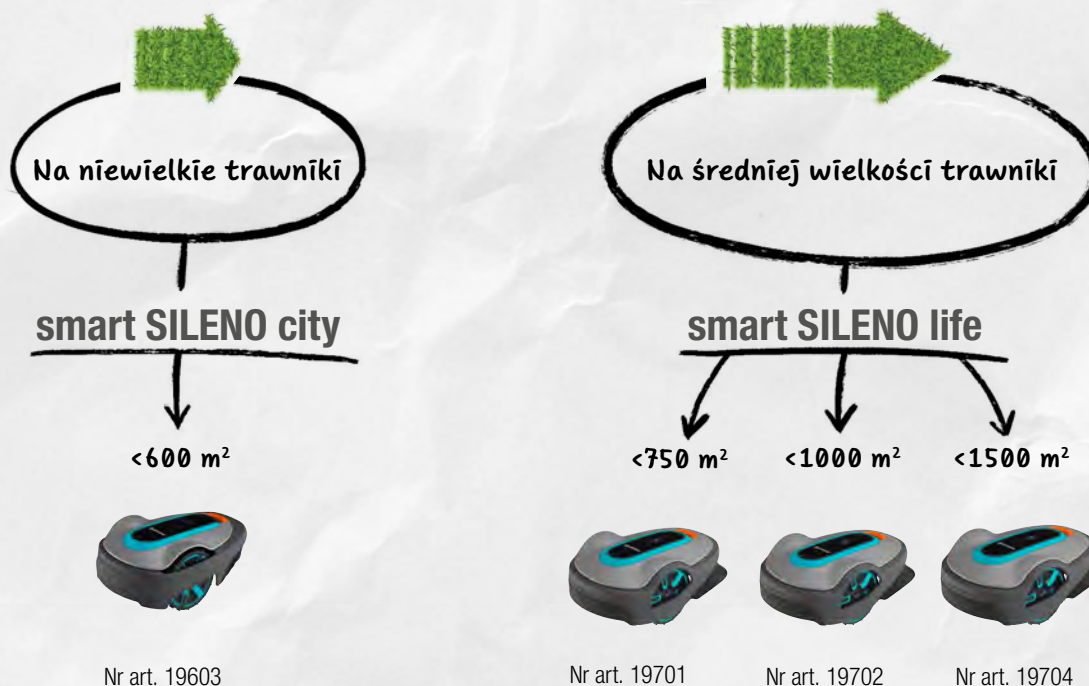 Na niewielkie trawniki
smart SILENO city
<600 m²
Nr art. 19603
Na średniej wielkości trawniki
smart SILENO life
<750 m²
<1000 m²
<1500 m²
Nr art. 19701
Nr art. 19702
Nr art. 19704